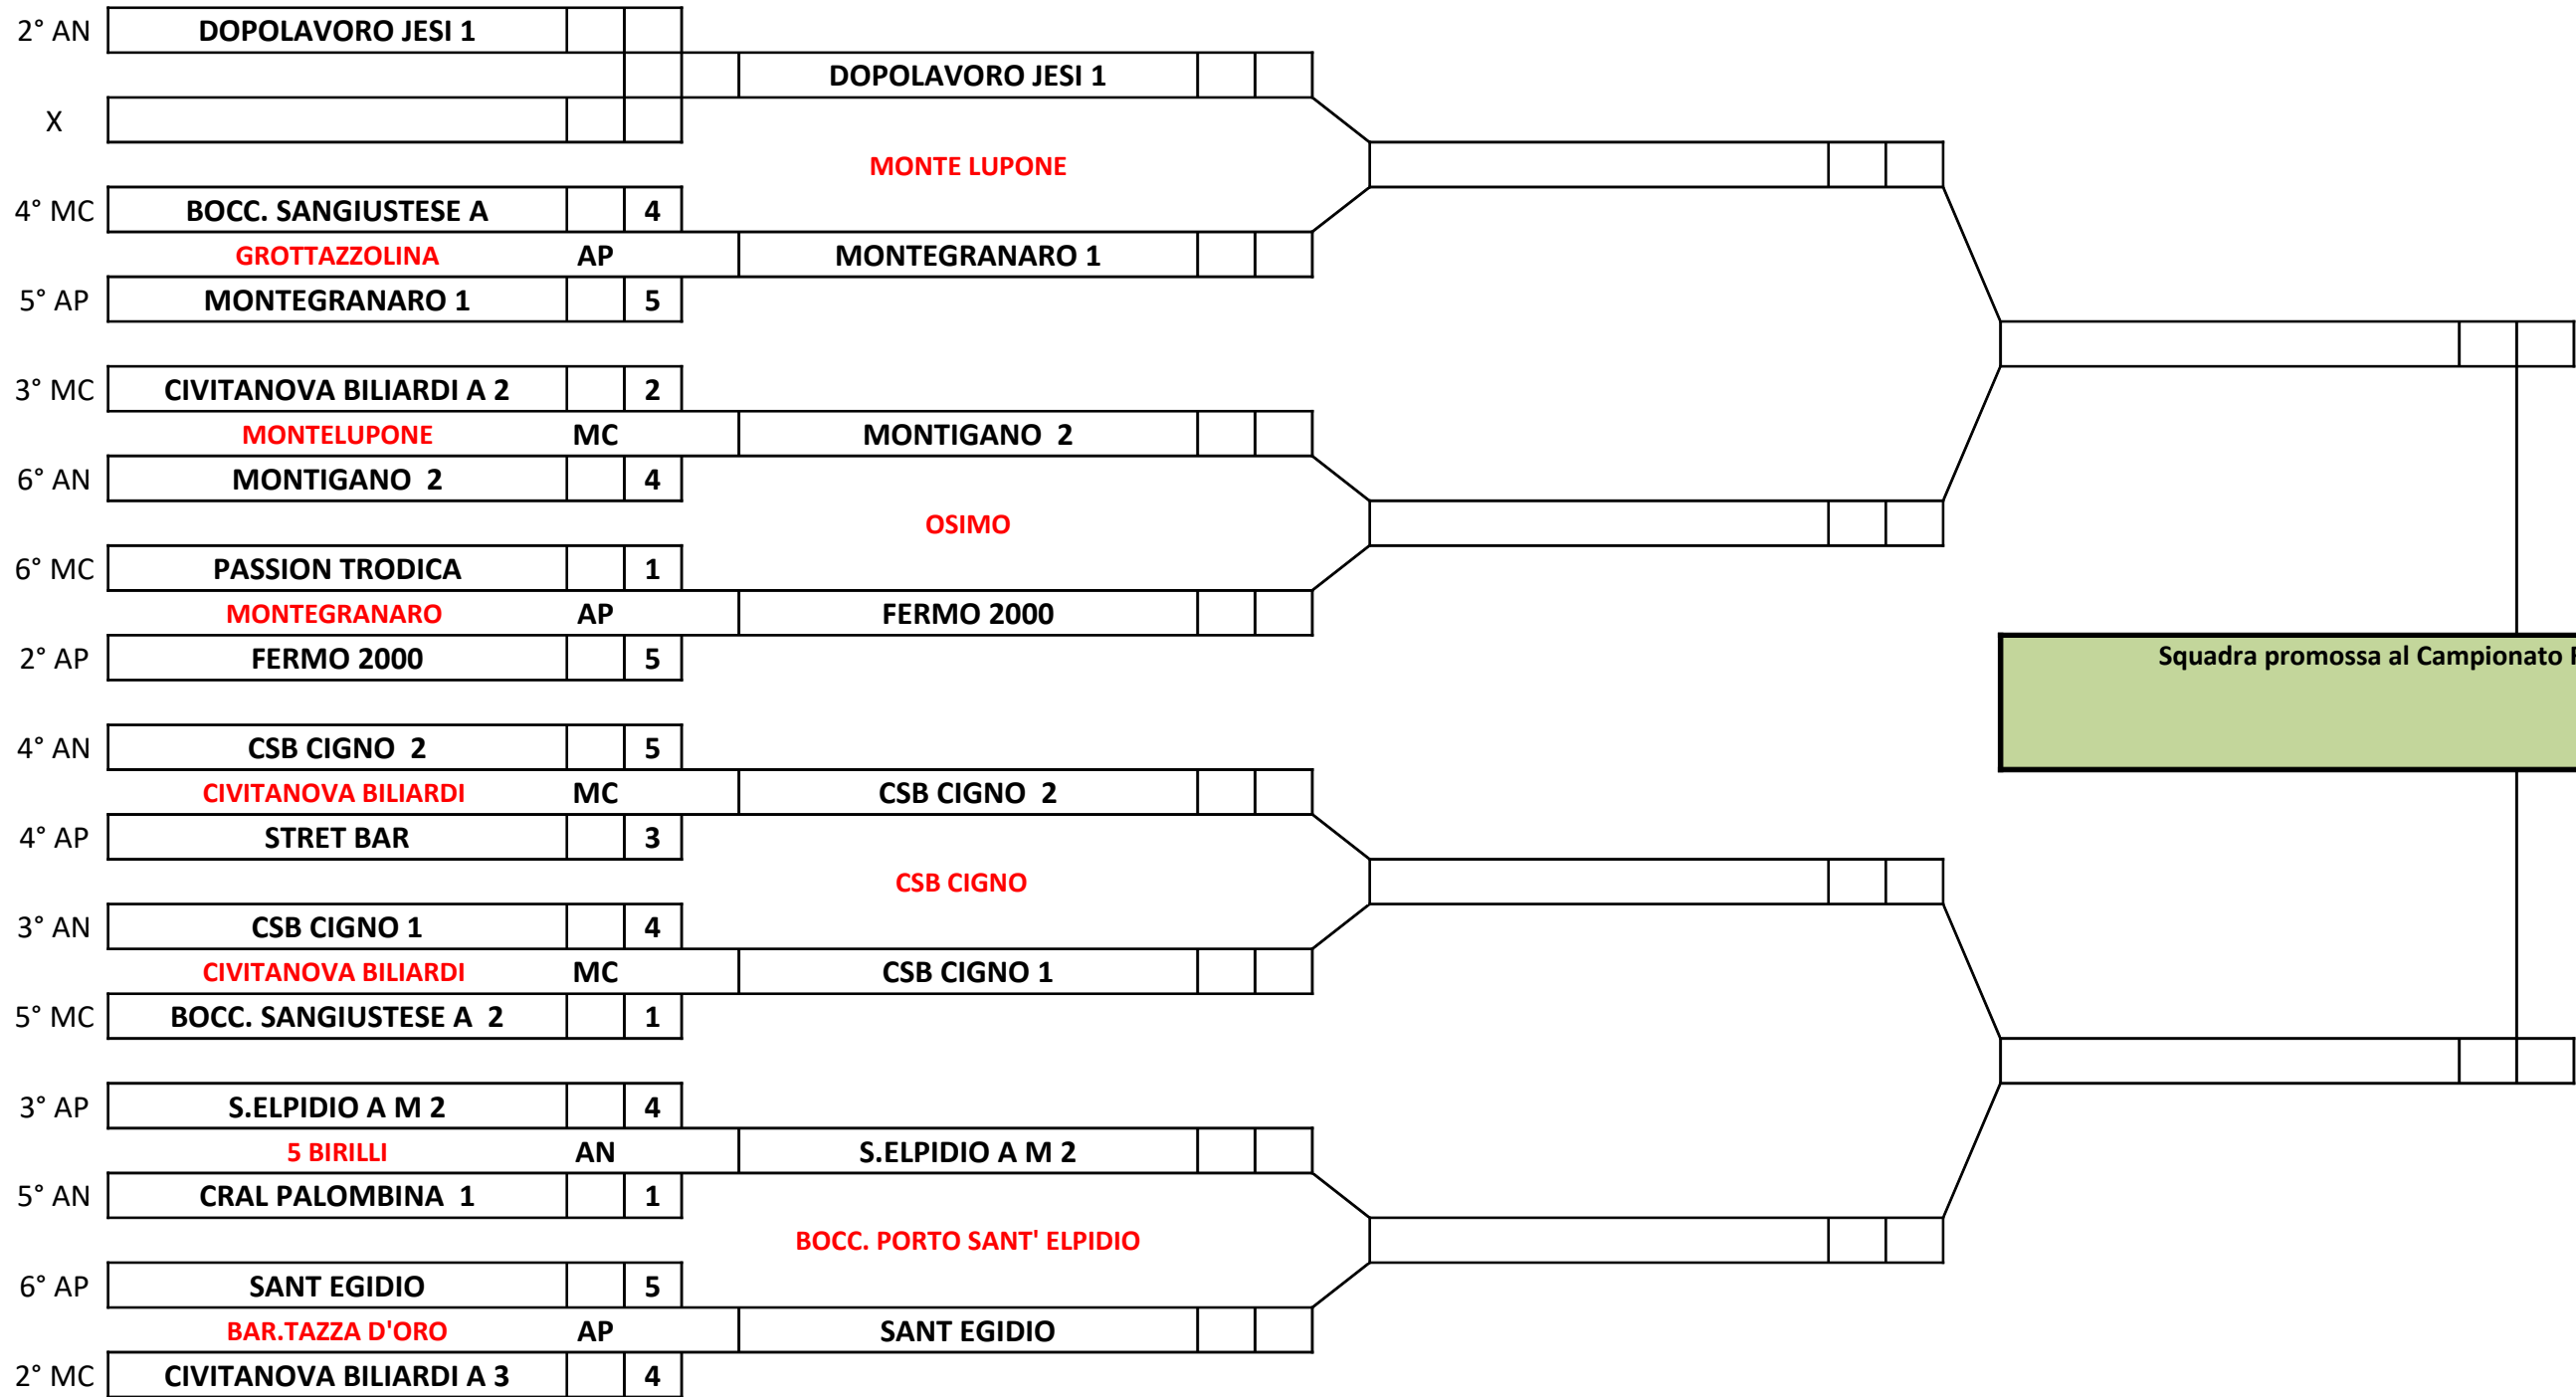 2° AN DOPOLAVORO JESI 1
DOPOLAVORO JESI 1
X
MONTE LUPONE
4° MC BOCC. SANGIUSTESE A 4
GROTTAZZOLINA AP MONTEGRANARO 1
5° AP MONTEGRANARO 1 5
3° MC CIVITANOVA BILIARDI A 2 2
MONTELUPONE MC MONTIGANO 2
6° AN MONTIGANO 2 4
OSIMO
6° MC PASSION TRODICA 1
MONTEGRANARO AP FERMO 2000
2° AP FERMO 2000 5
Squadra promossa al Campionato
4° AN CSB CIGNO 2 5
CIVITANOVA BILIARDI MC CSB CIGNO 2
4° AP STRET BAR 3
CSB CIGNO
3° AN CSB CIGNO 1 4
CIVITANOVA BILIARDI MC CSB CIGNO 1
5° MC BOCC. SANGIUSTESE A 2 1
3° AP S.ELPIDIO A M 2 4
5 BIRILLI AN S.ELPIDIO A M 2
5° AN CRAL PALOMBINA 1 1
BOCC. PORTO SANT' ELPIDIO
6° AP SANT EGIDIO 5
BAR.TAZZA D'ORO AP SANT EGIDIO
2° MC CIVITANOVA BILIARDI A 3 4